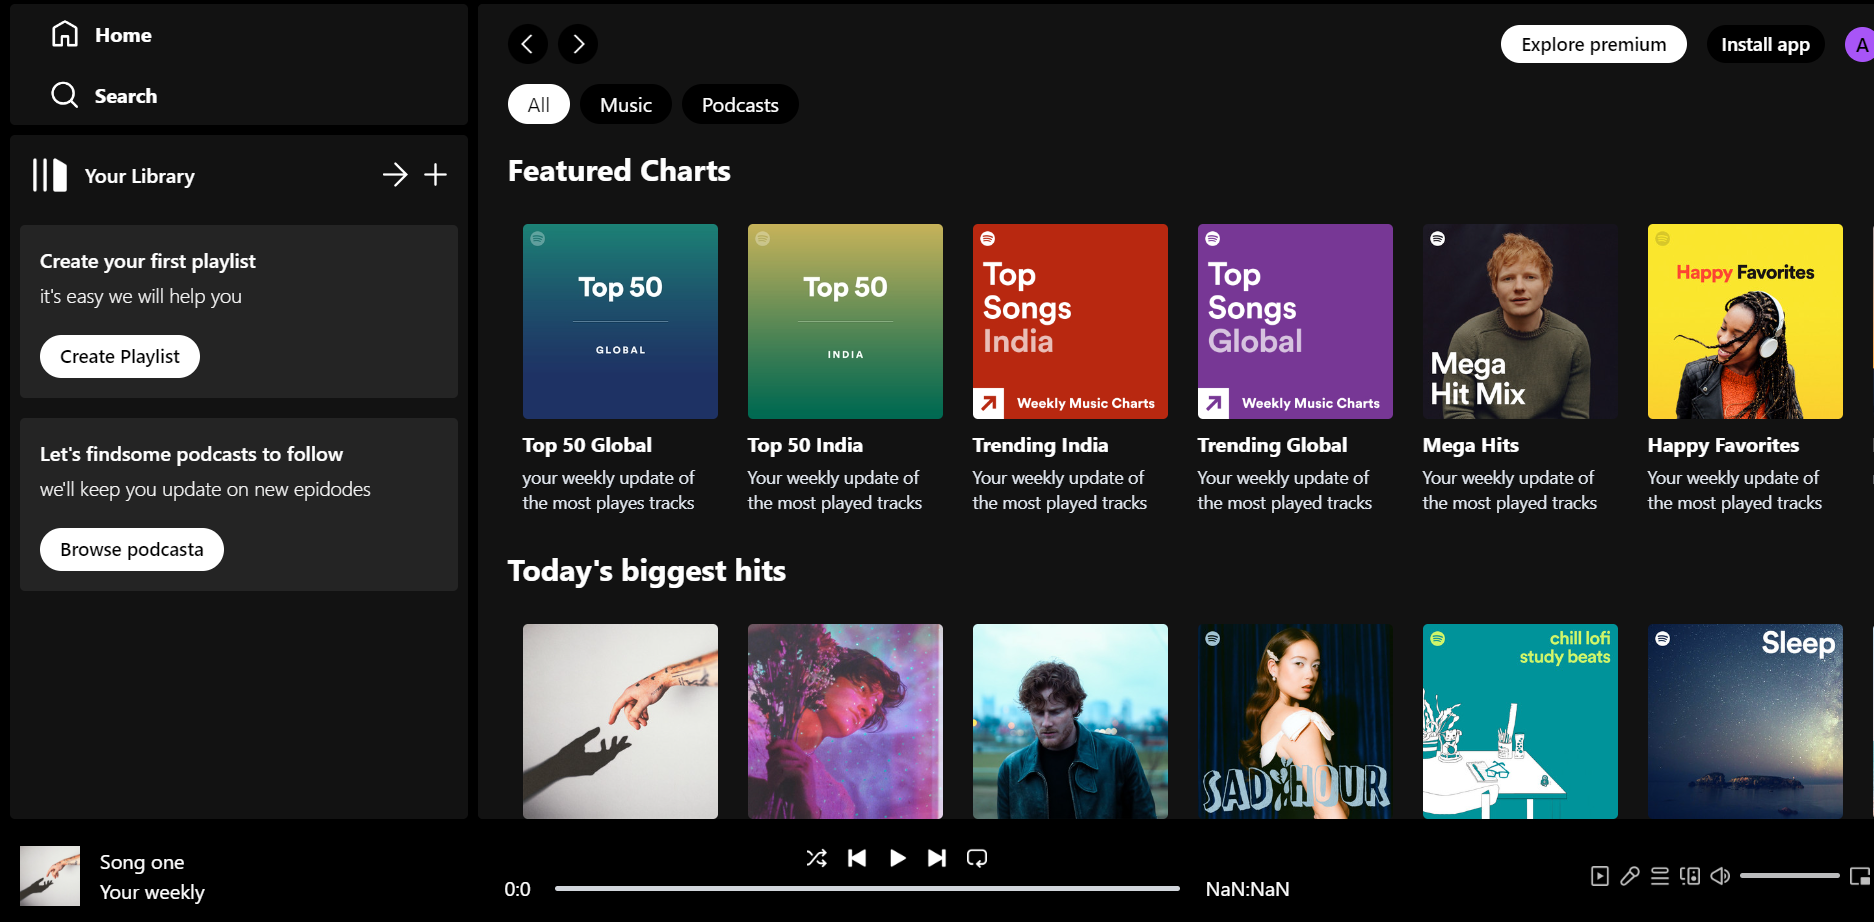 Home
Search
Your Library
Create your first playlist
it's easy we will help you
Create Playlist
Let's findsome podcasts to follow
we'll keep you update on new epidodes
Browse podcasta
Explore premium
Install app
A
All
Music
Podcasts
Featured Charts
Top 50
GLOBAL
Top 50 Global
your weekly update of
the most playes tracks
Top 50
INDIA
Top 50 India
Your weekly update of
the most played tracks
Top
Songs
India
Weekly Music Charts
Trending India
Your weekly update of
the most played tracks
Top
Songs
Global
Weekly Music Charts
Trending Global
Your weekly update of
the most played tracks
Mega
Hit Mix
Mega Hits
Your weekly update of
the most played tracks
Happy Favorites
Happy Favorites
Your weekly update of
the most played tracks
Today's biggest hits
SAD HOUR
chill lofi
study beats
Sleep
Song one
Your weekly
0:0
NaN:NaN